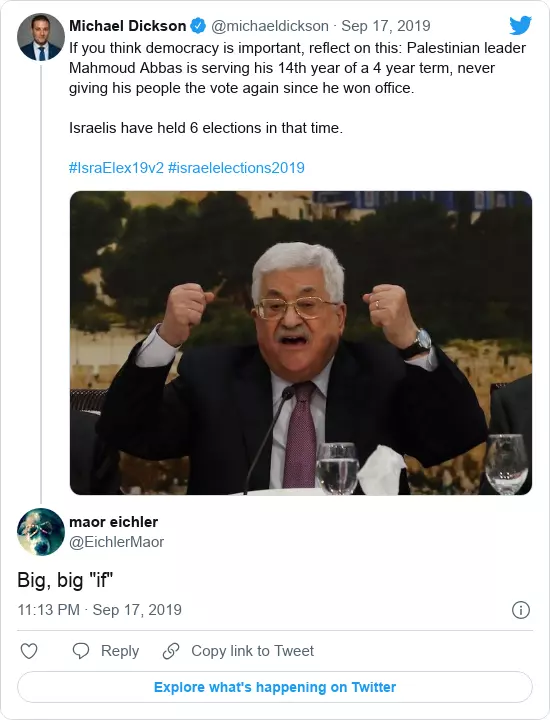 Michael Dickson @michaeldickson · Sep 17, 2019
If you think democracy is important, reflect on this: Palestinian leader
Mahmoud Abbas is serving his 14th year of a 4 year term, never
giving his people the vote again since he won office.
Israelis have held 6 elections in that time.
#IsraElex19v2 #israelelections2019
maor eichler
@EichlerMaor
Big, big "if"
11:13 PM · Sep 17, 2019
Reply
Copy link to Tweet
Explore what's happening on Twitter